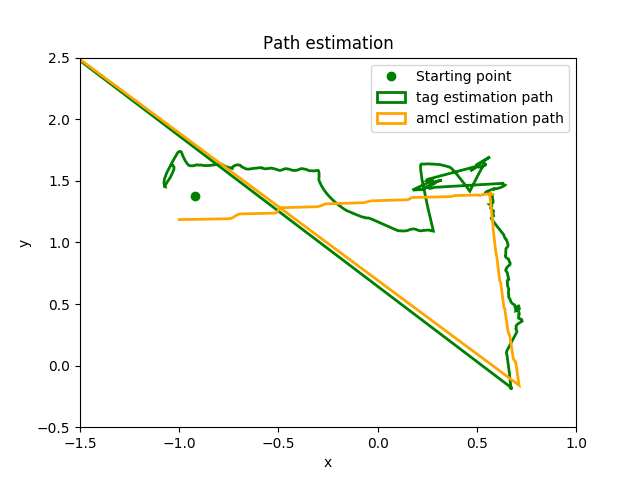 Path estimation
Starting point
tag estimation path
amcl estimation path
2.5
2.0
1.5
1.0
0.5
0.0
−0.5
y
−1.5
−1.0
−0.5
0.0
0.5
1.0
x